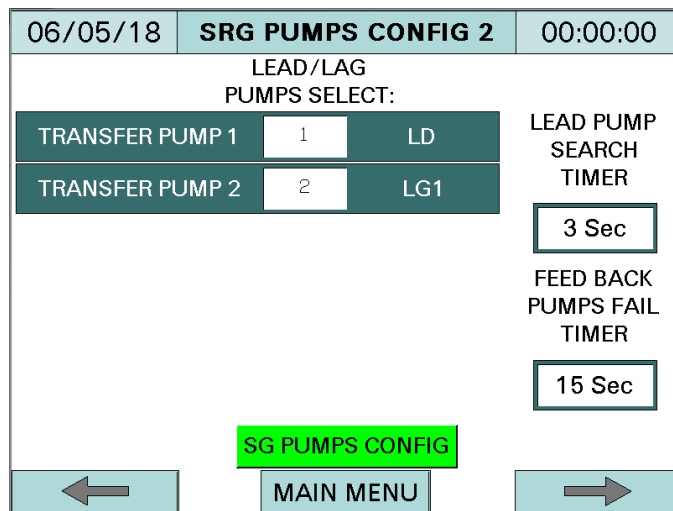 06/05/18 SRG PUMPS CONFIG 2 00:00:00
LEAD/LAG
PUMPS SELECT:
TRANSFER PUMP 1 1 LD
TRANSFER PUMP 2 2 LG1
LEAD PUMP
SEARCH
TIMER
3 Sec
FEED BACK
PUMPS FAIL
TIMER
15 Sec
SG PUMPS CONFIG
MAIN MENU